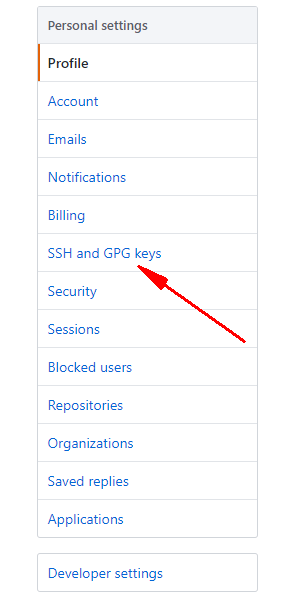 Personal settings
Profile
Account
Emails
Notifications
Billing
SSH and GPG keys
Security
Sessions
Blocked users
Repositories
Organizations
Saved replies
Applications
Developer settings